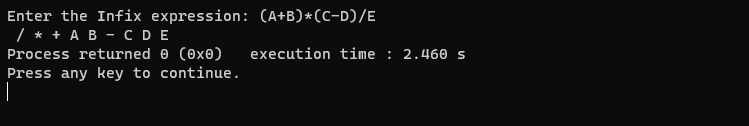 Enter the Infix expression: (A+B)*(C-D)/E
/ * + A B - C D E
Process returned 0 (0x0)   execution time : 2.460 s
Press any key to continue.